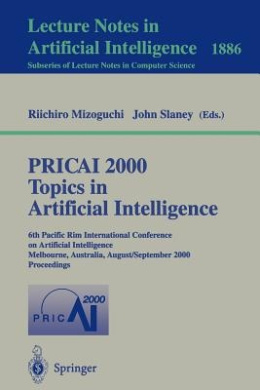 Lecture Notes in
Artificial Intelligence 1886
Subseries of Lecture Notes in Computer Science
Riichiro Mizoguchi John Slaney (Eds.)
PRICAI 2000
Topics in
Artificial Intelligence
6th Pacific Rim International Conference
on Artificial Intelligence
Melbourne, Australia, August/September 2000
Proceedings
2000
PRICAI
Springer